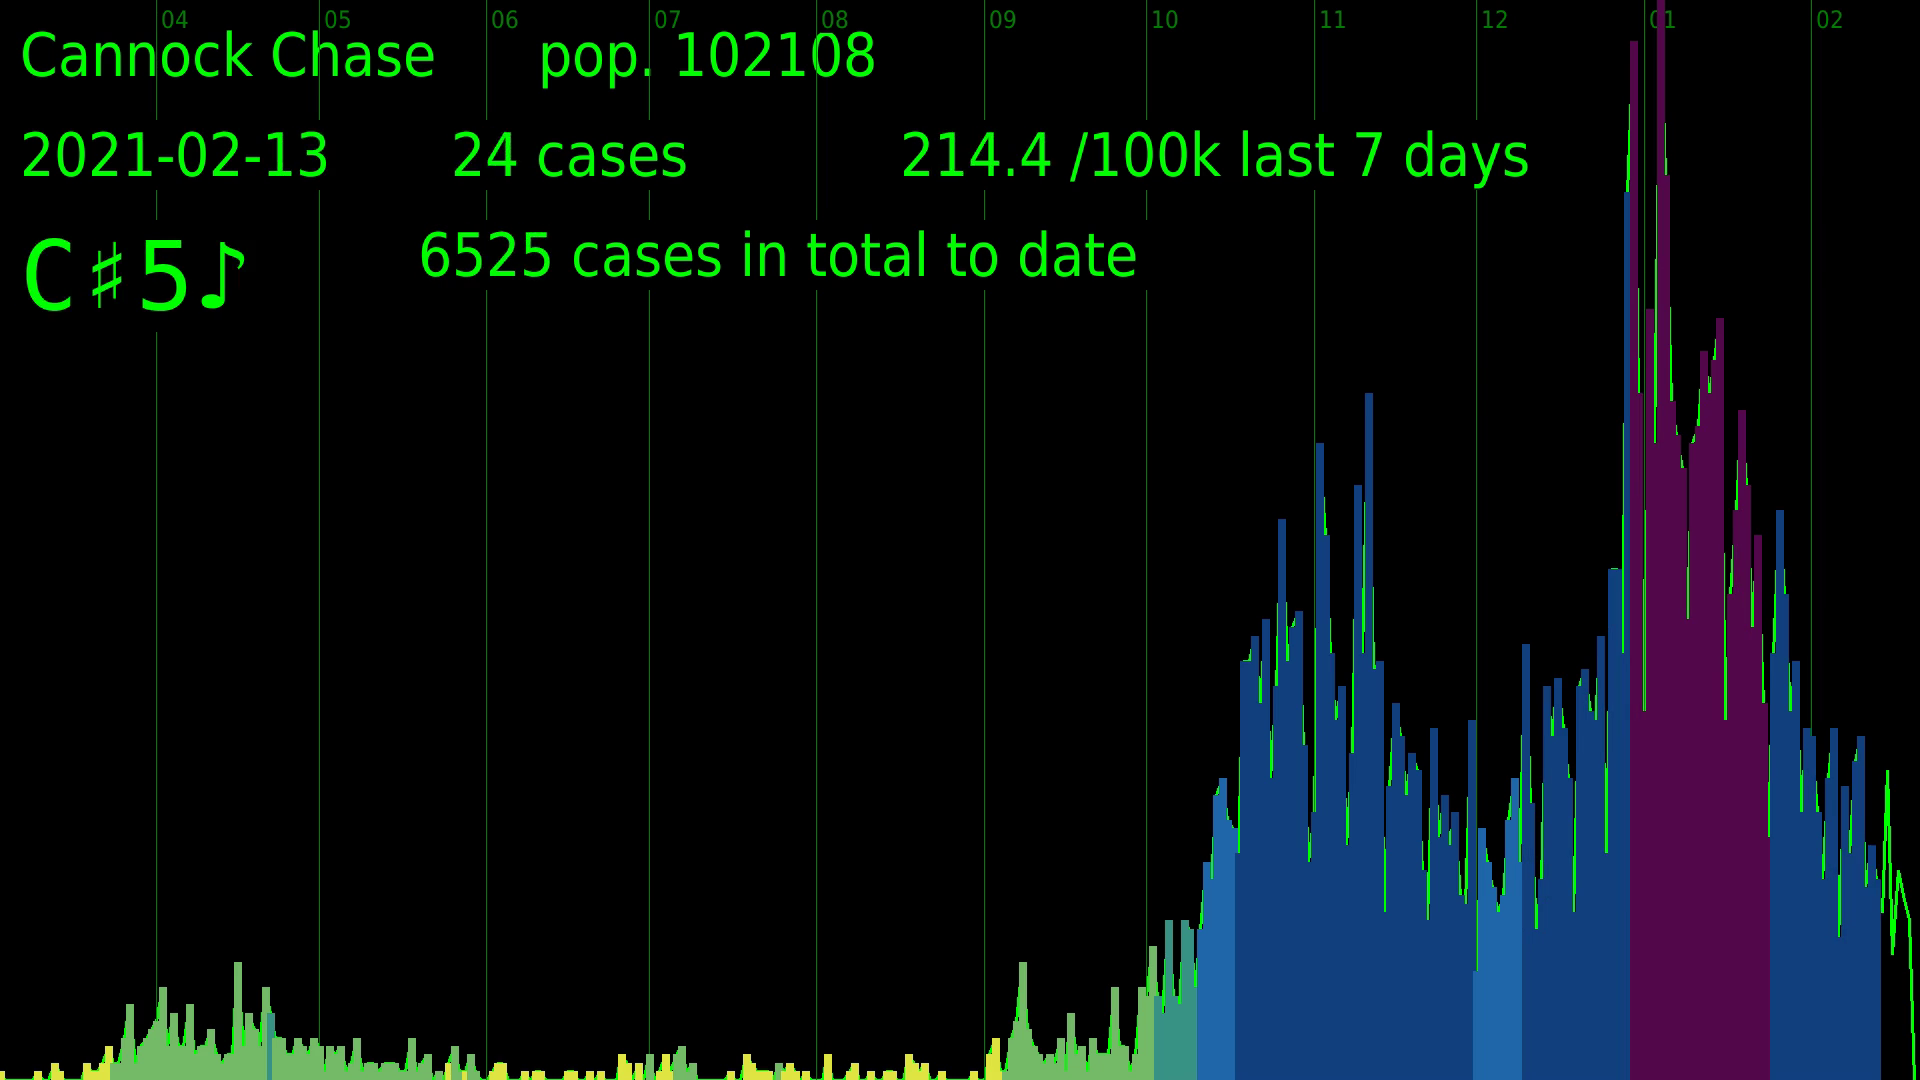 04 05 06 07 08 09 10 11 12 01 02
Cannock Chase pop. 102108
2021-02-13 24 cases 214.4 /100k last 7 days
C♯5♪ 6525 cases in total to date